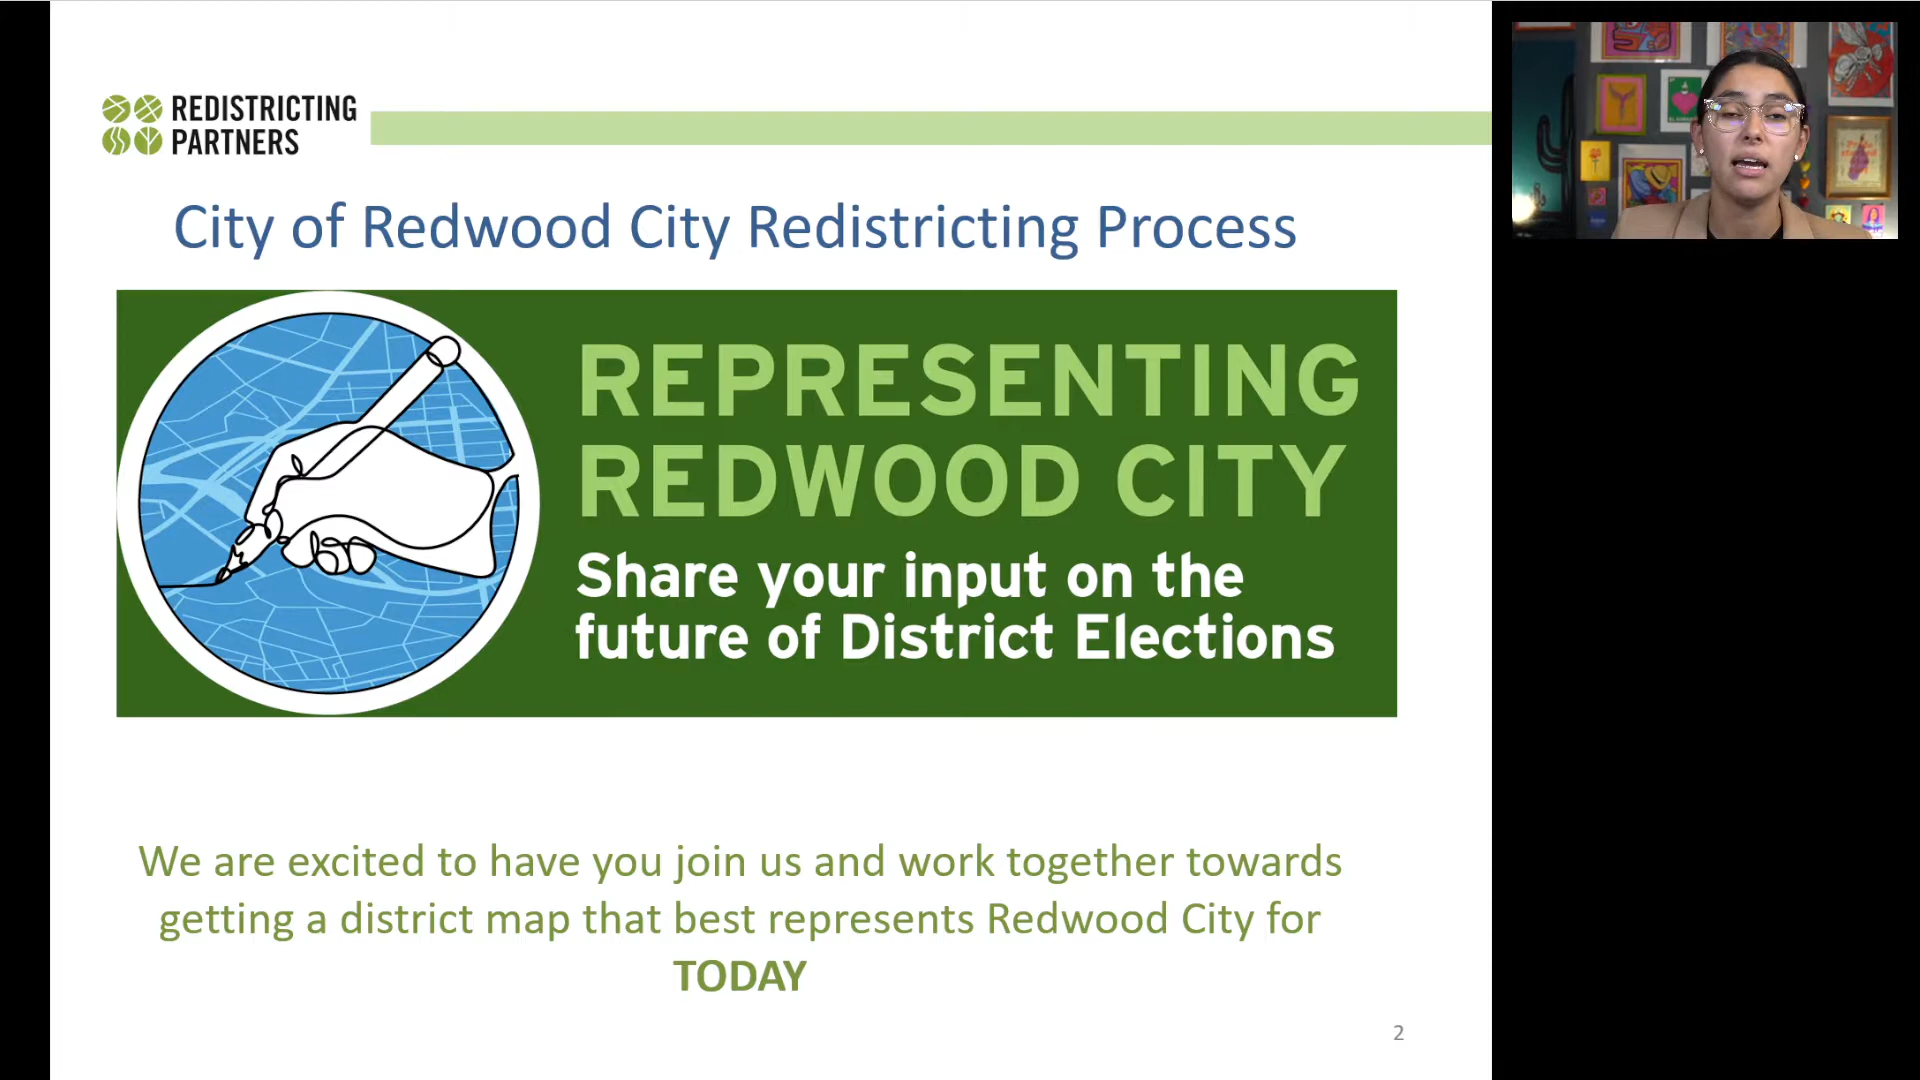 REDISTRICTING
PARTNERS
City of Redwood City Redistricting Process
REPRESENTING
REDWOOD CITY
Share your input on the
future of District Elections
We are excited to have you join us and work together towards
getting a district map that best represents Redwood City for
TODAY
2